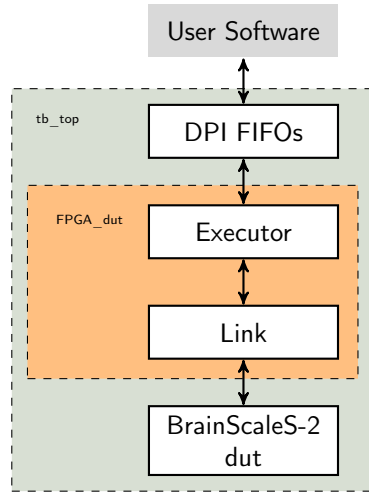 User Software
tb_top
DPI FIFOs
FPGA_dut
Executor
Link
BrainScaleS-2
dut